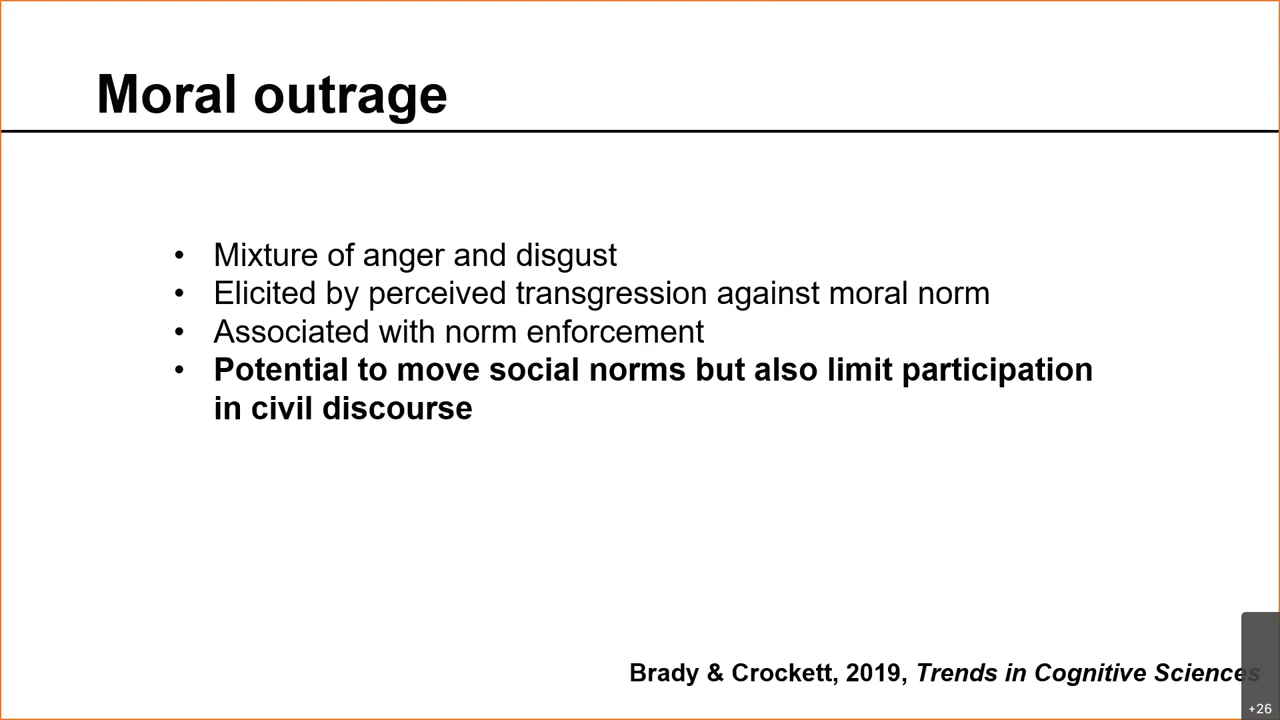 Moral outrage
• Mixture of anger and disgust
• Elicited by perceived transgression against moral norm
• Associated with norm enforcement
• Potential to move social norms but also limit participation
in civil discourse
Brady & Crockett, 2019, Trends in Cognitive Sciences
+26